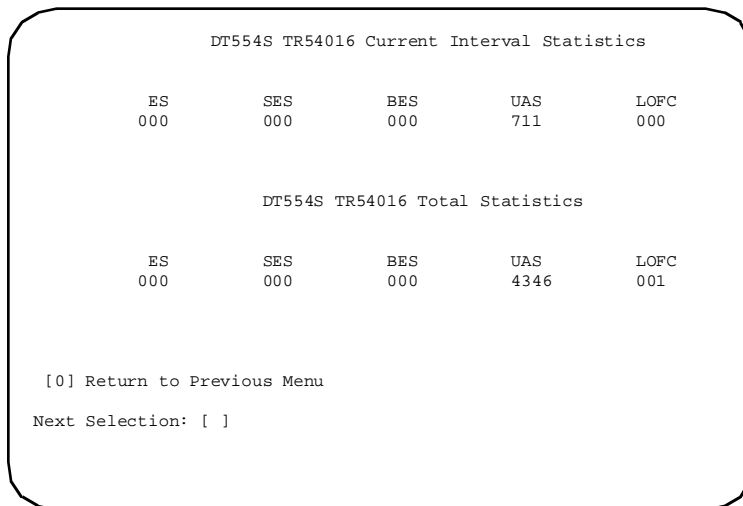 DT554S TR54016 Current Interval Statistics
ES SES BES UAS LOFC
000 000 000 711 000
DT554S TR54016 Total Statistics
ES SES BES UAS LOFC
000 000 000 4346 001
[0] Return to Previous Menu
Next Selection: [ ]